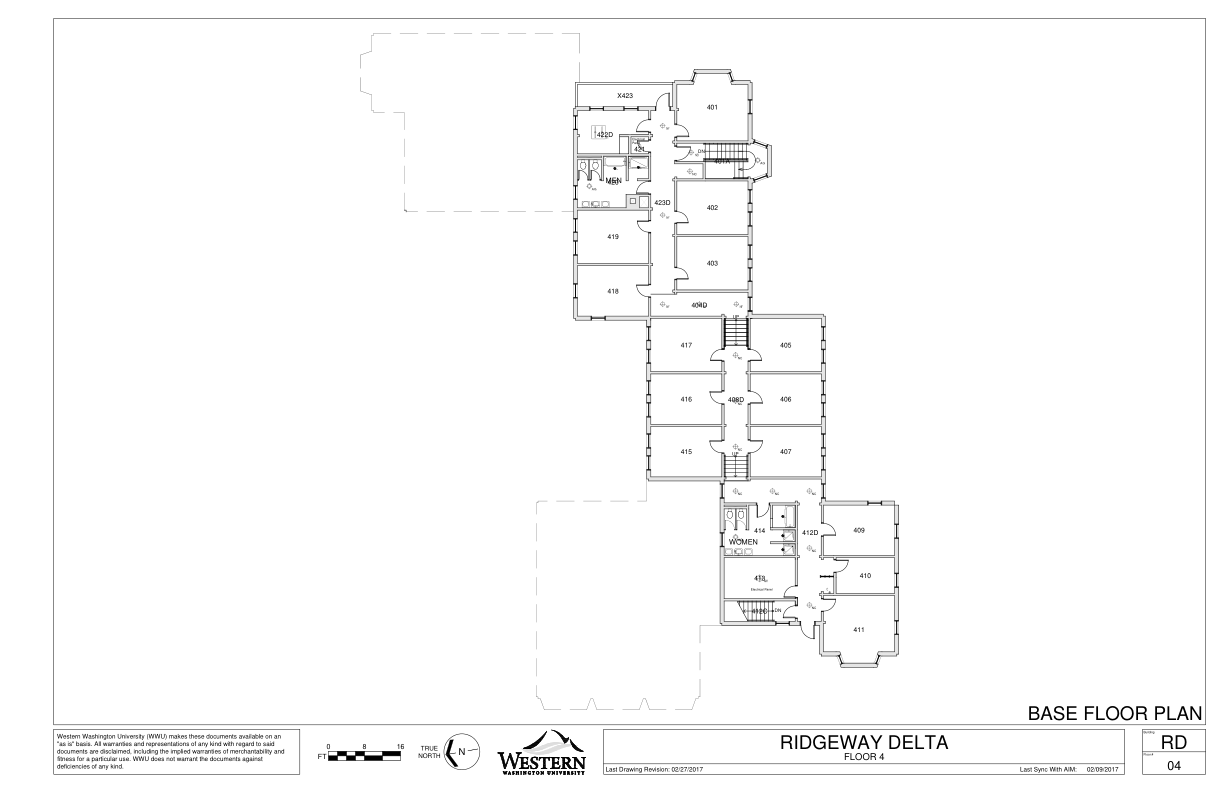 X423
401
422D
421
DN
401A
MEN
423D
402
419
403
418
404D
UP
417
405
416
408D
406
415
407
UP
414
412D
409
WOMEN
413
410
Electrical Panel
412C
DN
411
BASE FLOOR PLAN
Western Washington University (WWU) makes these documents available on an
"as is" basis. All warranties and representations of any kind with regard to said
documents are disclaimed, including the implied warranties of merchantability and
fitness for a particular use. WWU does not warrant the documents against
deficiencies of any kind.
0 8 16
FT
TRUE
NORTH
N
WESTERN
WASHINGTON UNIVERSITY
RIDGEWAY DELTA
FLOOR 4
Last Drawing Revision: 02/27/2017
Last Sync With AIM: 02/09/2017
Building
RD
Floor#
04